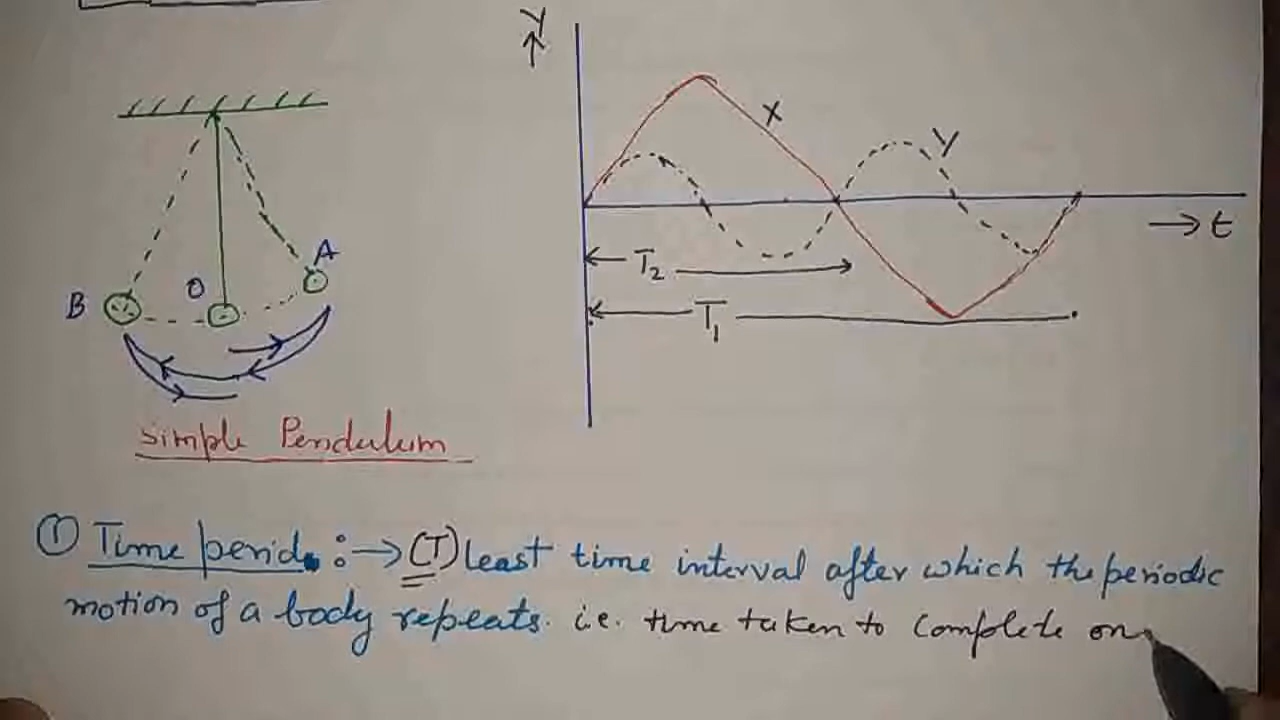 Y
X
Y
t
T2
T1
A
O
B
simple Pendulum
① Time period :→ (T) least time interval after which the periodic
motion of a body repeats. i.e. time taken to complete on